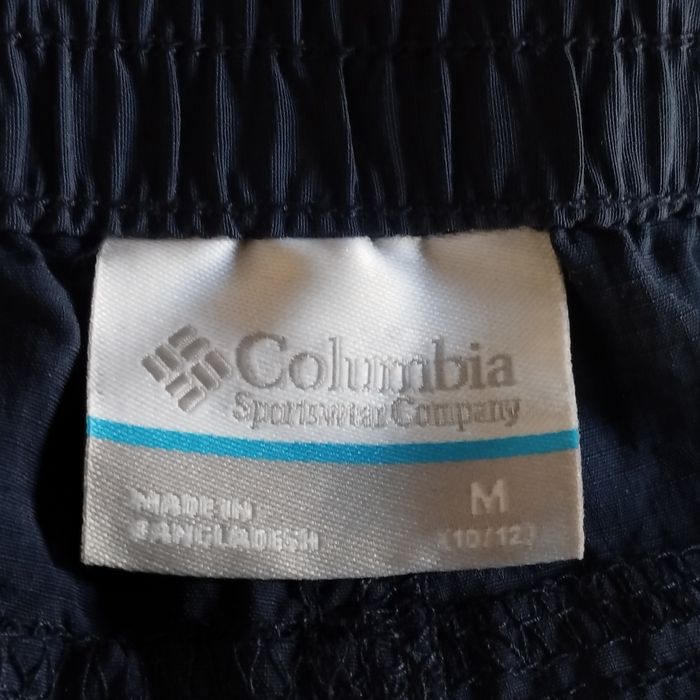 Columbia
Sportswear Company
MADE IN
BANGLADESH
M
(10/12)